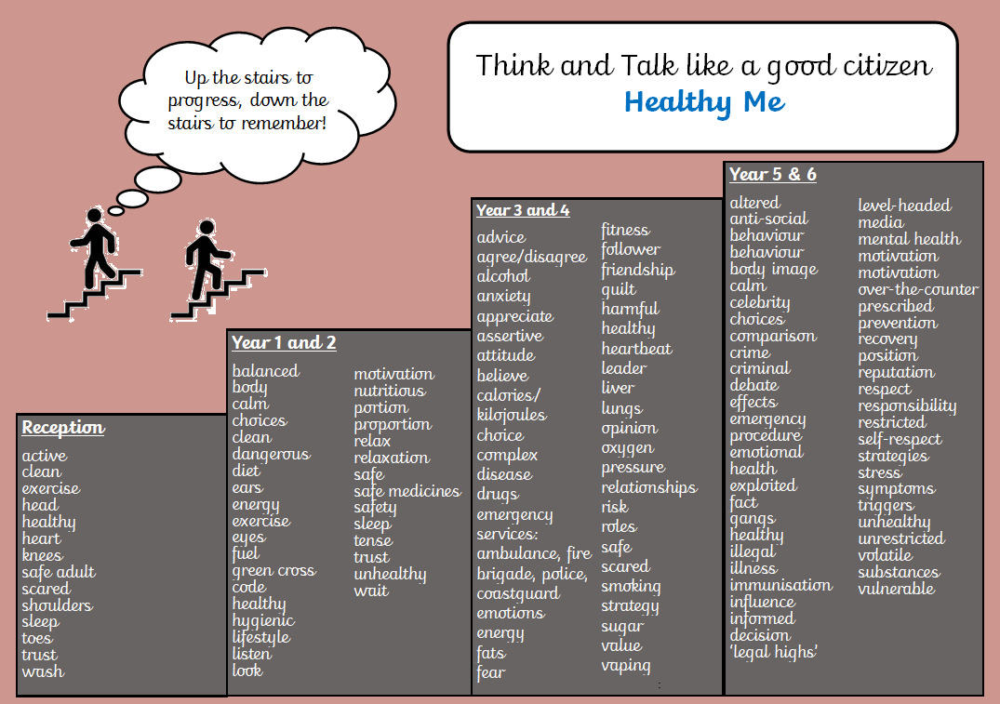 Up the stairs to
progress, down the
stairs to remember!
Think and Talk like a good citizen
Healthy Me
Reception
active
clean
exercise
head
healthy
heart
knees
safe adult
scared
shoulders
sleep
toes
trust
wash
Year 1 and 2
balanced
body
calm
choices
clean
dangerous
diet
ears
energy
exercise
eyes
fuel
green cross
code
healthy
hygienic
lifestyle
listen
look
motivation
nutritious
portion
proportion
relax
relaxation
safe
safe medicines
safety
sleep
tense
trust
unhealthy
wait
Year 3 and 4
advice
agree/disagree
alcohol
anxiety
appreciate
assertive
attitude
believe
calories/
kilojoules
choice
complex
disease
drugs
emergency
services:
ambulance, fire
brigade, police,
coastguard
emotions
energy
fats
fear
fitness
follower
friendship
guilt
harmful
healthy
heartbeat
leader
liver
lungs
opinion
oxygen
pressure
relationships
risk
roles
safe
scared
smoking
strategy
sugar
value
vaping
:
Year 5 & 6
altered
anti-social
behaviour
behaviour
body image
calm
celebrity
choices
comparison
crime
criminal
debate
effects
emergency
procedure
emotional
health
exploited
fact
gangs
healthy
illegal
illness
immunisation
influence
informed
decision
‘legal highs’
level-headed
media
mental health
motivation
motivation
over-the-counter
prescribed
prevention
recovery
position
reputation
respect
responsibility
restricted
self-respect
strategies
stress
symptoms
triggers
unhealthy
unrestricted
volatile
substances
vulnerable